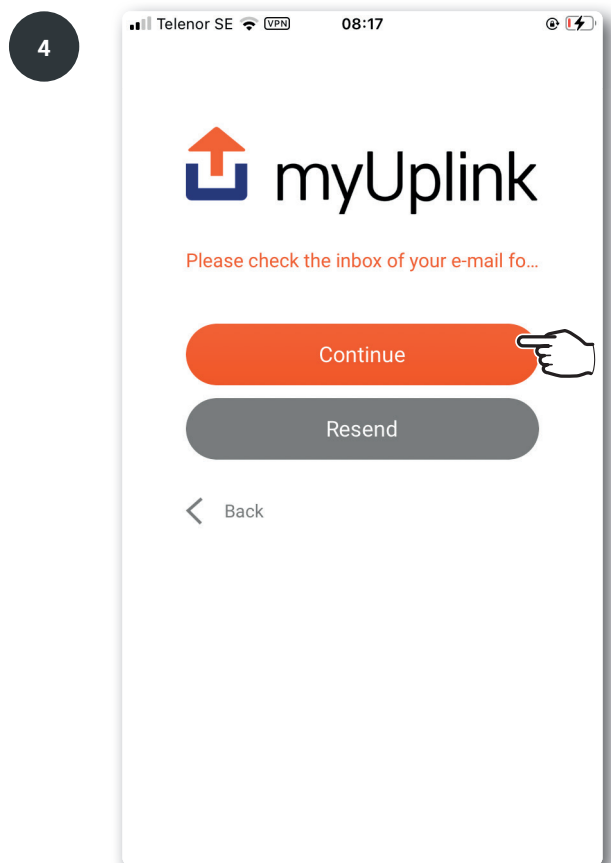 4
Telenor SE VPN 08:17
myUplink
Please check the inbox of your e-mail fo...
Continue
Resend
Back